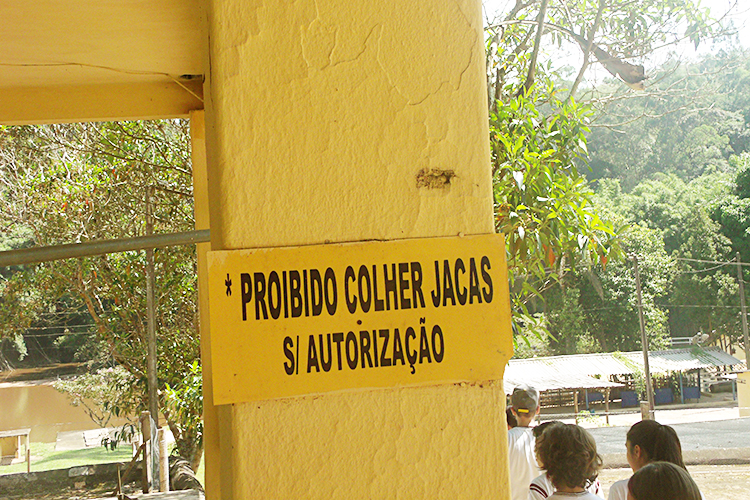 * PROIBIDO COLHER JACAS
S/ AUTORIZAÇÃO